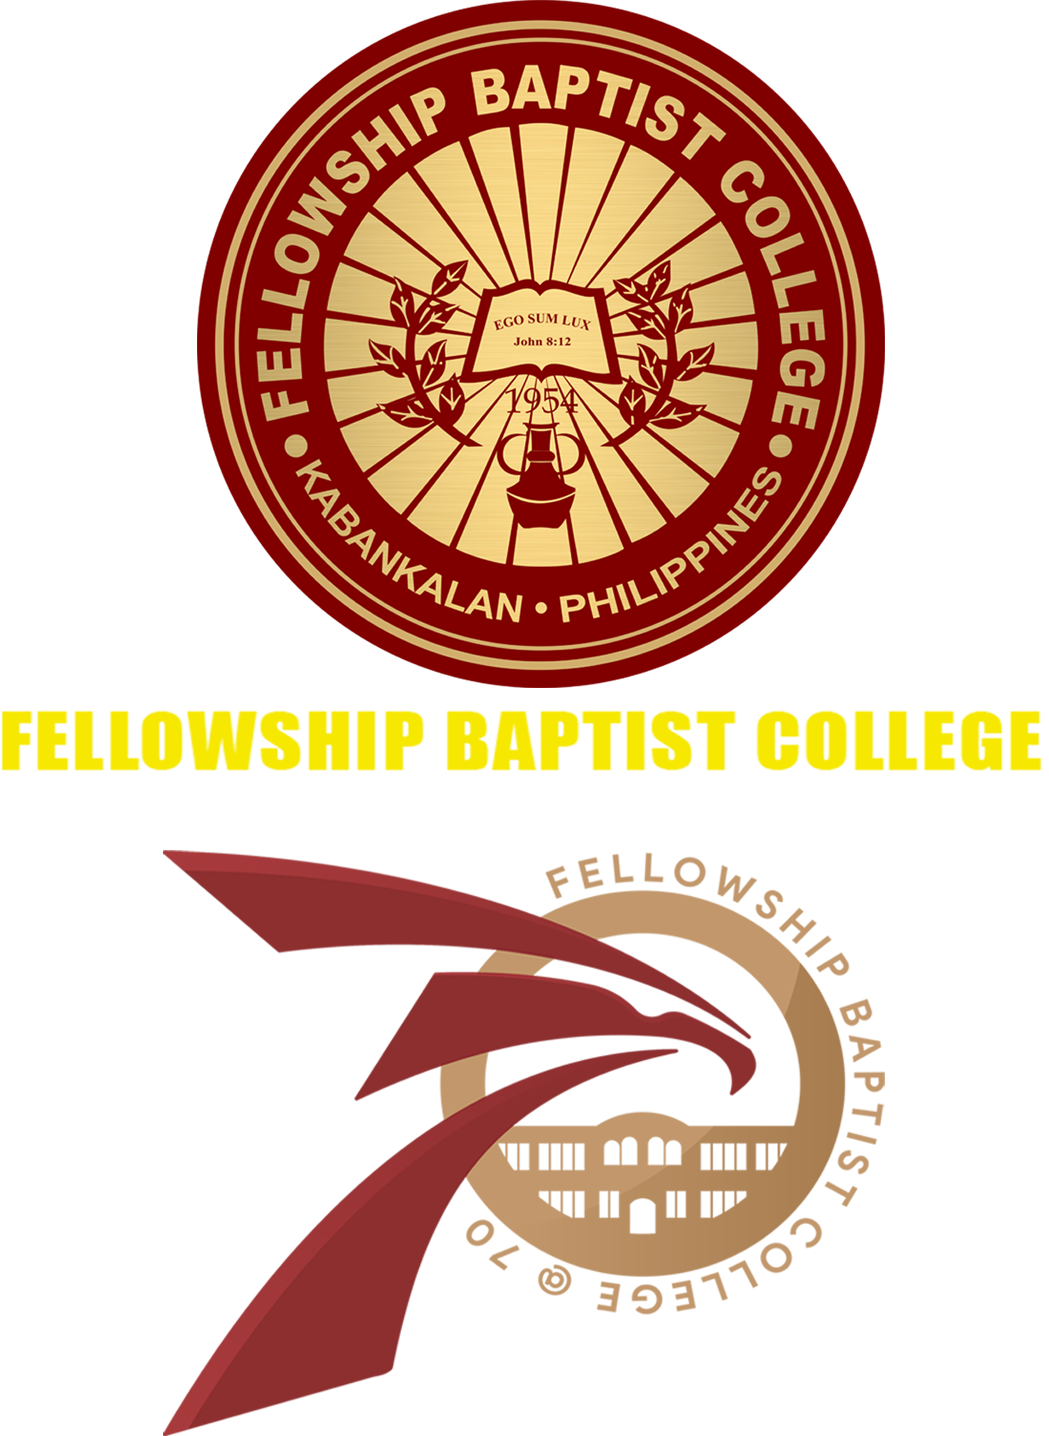 FELLOWSHIP BAPTIST COLLEGE
EGO SUM LUX
John 8:12
1954
• KABANKALAN • PHILIPPINES •
FELLOWSHIP BAPTIST COLLEGE
FELLOWSHIP BAPTIST COLLEGE @ 70